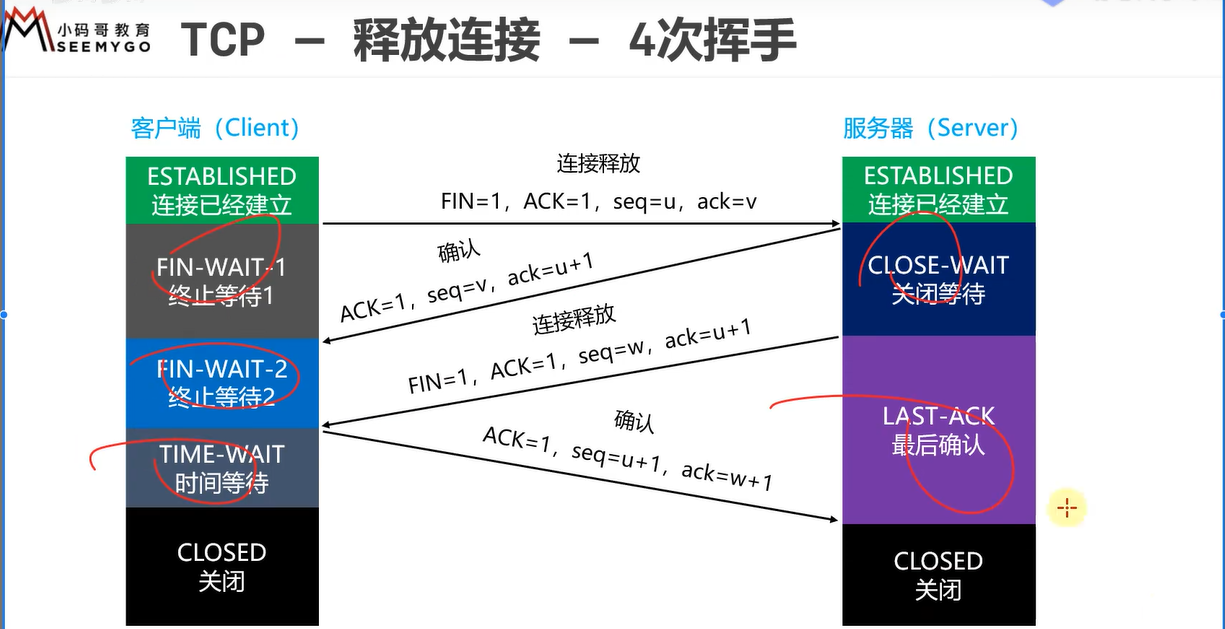 小码哥教育
SEEMYGO
TCP － 释放连接 － 4次挥手
客户端（Client）
服务器（Server）
ESTABLISHED
连接已经建立
FIN-WAIT-1
终止等待1
FIN-WAIT-2
终止等待2
TIME-WAIT
时间等待
CLOSED
关闭
连接释放
FIN=1，ACK=1，seq=u，ack=v
确认
ACK=1，seq=v，ack=u+1
连接释放
FIN=1，ACK=1，seq=w，ack=u+1
确认
ACK=1，seq=u+1，ack=w+1
ESTABLISHED
连接已经建立
CLOSE-WAIT
关闭等待
LAST-ACK
最后确认
CLOSED
关闭